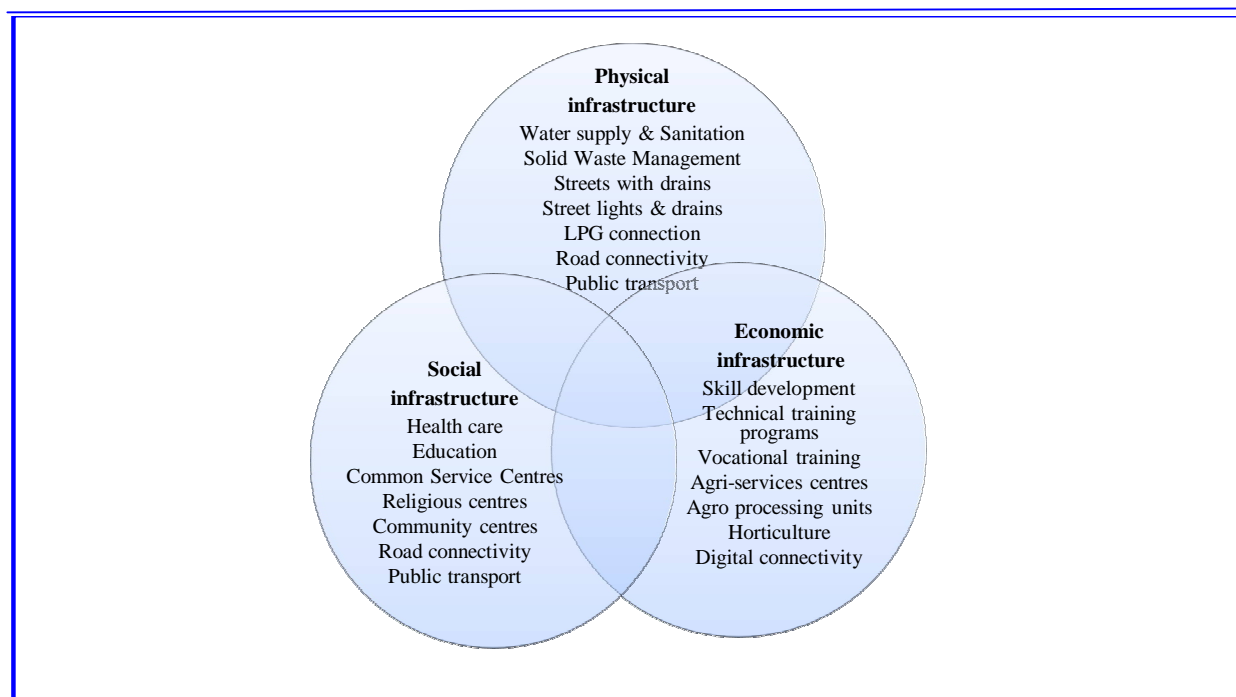 Physical
infrastructure
Water supply & Sanitation
Solid Waste Management
Streets with drains
Street lights & drains
LPG connection
Road connectivity
Public transport
Social
infrastructure
Health care
Education
Common Service Centres
Religious centres
Community centres
Road connectivity
Public transport
Economic
infrastructure
Skill development
Technical training
programs
Vocational training
Agri-services centres
Agro processing units
Horticulture
Digital connectivity